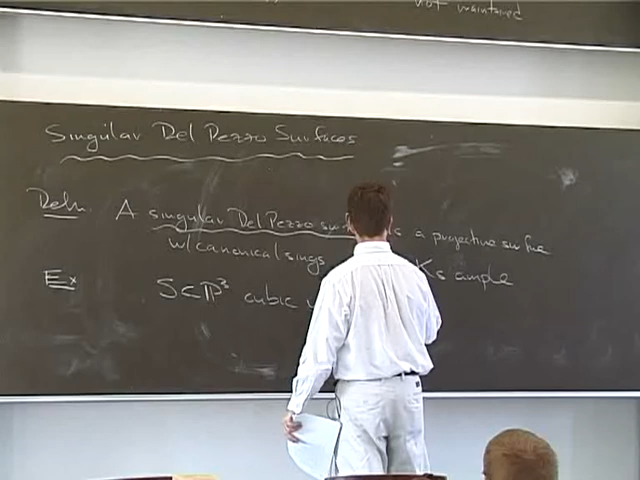 not maintained
Singular Del Pezzo Surfaces
Defn. A singular Del Pezzo sur s a projective surface
w/ canonical sings Ks ample
Ex S⊂P³ cubic